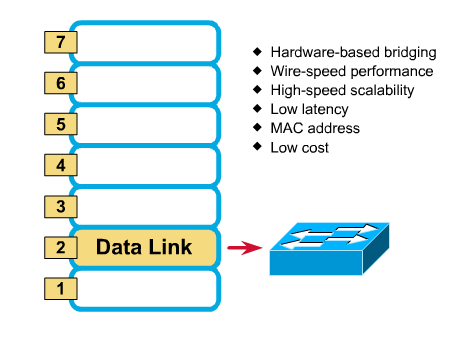 7
6
5
4
3
2 Data Link
1
◆ Hardware-based bridging
◆ Wire-speed performance
◆ High-speed scalability
◆ Low latency
◆ MAC address
◆ Low cost